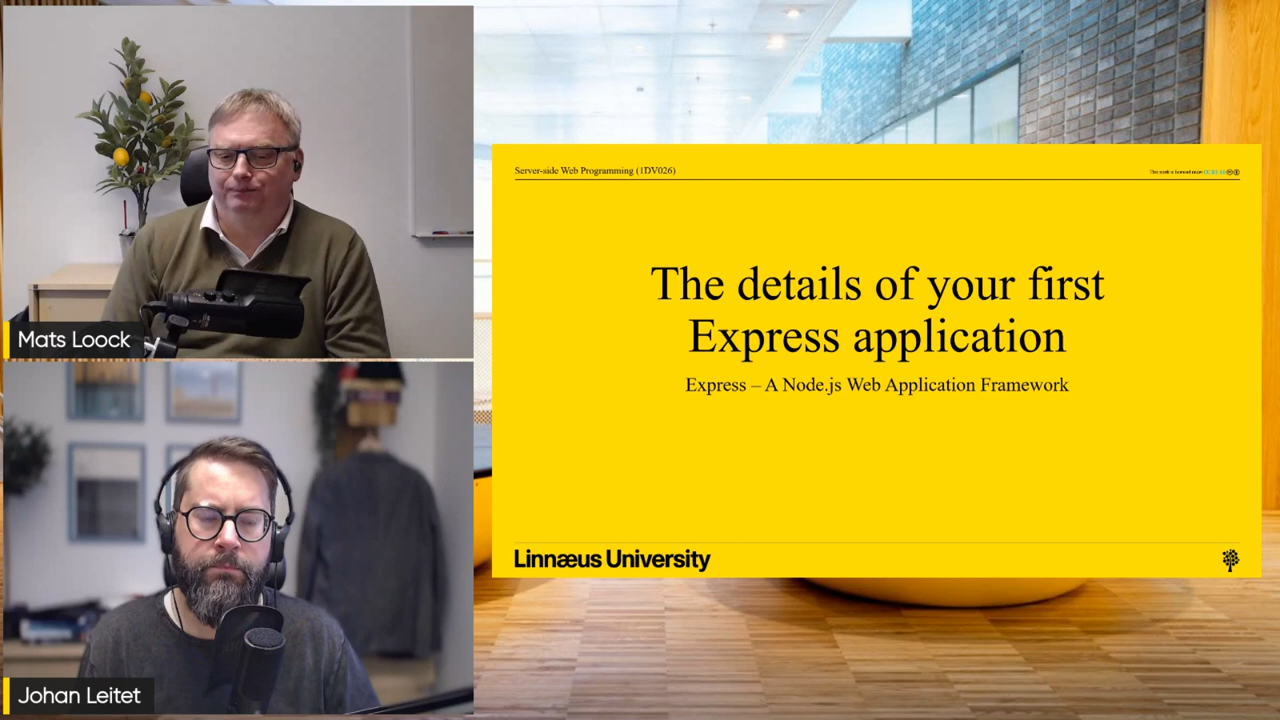 Mats Loock
Johan Leitet
Server-side Web Programming (1DV026)
The details of your first
Express application
Express – A Node.js Web Application Framework
Linnæus University